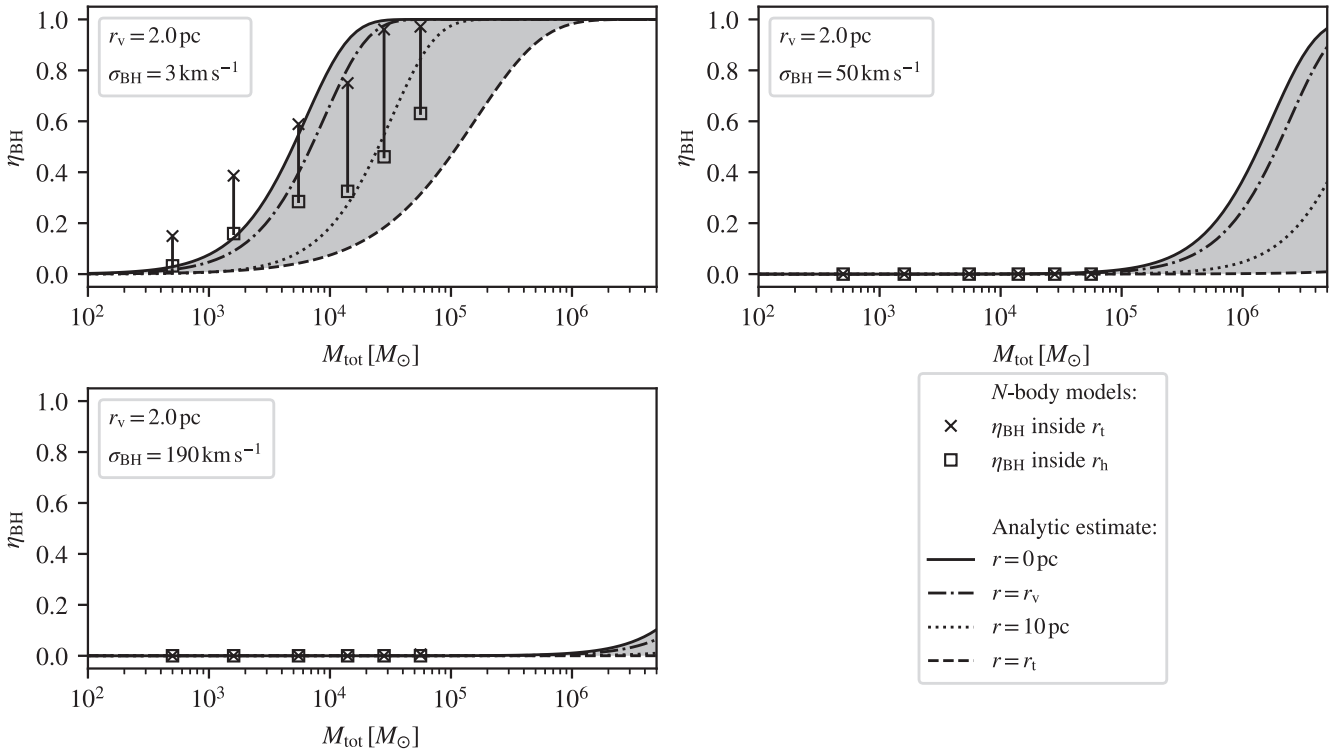 1.0
0.8
0.6
0.4
0.2
0.0
η_BH
r_v = 2.0 pc
σ_BH = 3 km s⁻¹
10² 10³ 10⁴ 10⁵ 10⁶
M_tot [M_⊙]
1.0
0.8
0.6
0.4
0.2
0.0
η_BH
r_v = 2.0 pc
σ_BH = 50 km s⁻¹
10² 10³ 10⁴ 10⁵ 10⁶
M_tot [M_⊙]
1.0
0.8
0.6
0.4
0.2
0.0
η_BH
r_v = 2.0 pc
σ_BH = 190 km s⁻¹
10² 10³ 10⁴ 10⁵ 10⁶
M_tot [M_⊙]
N-body models:
η_BH inside r_t
η_BH inside r_h
Analytic estimate:
r = 0 pc
r = r_v
r = 10 pc
r = r_t